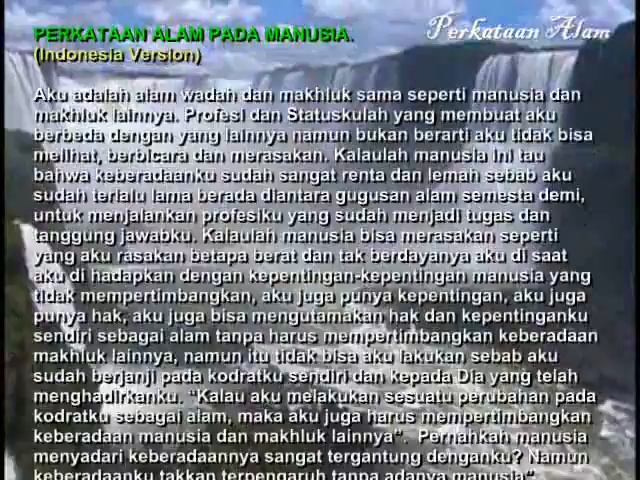 PERKATAAN ALAM PADA MANUSIA.
Perkataan Alam
(Indonesia Version)
Aku adalah alam wadah dan makhluk sama seperti manusia dan
makhluk lainnya. Profesi dan Statuskulah yang membuat aku
berbeda dengan yang lainnya namun bukan berarti aku tidak bisa
melihat, berbicara dan merasakan. Kalaulah manusia ini tau
bahwa keberadaanku sudah sangat renta dan lemah sebab aku
sudah terlalu lama berada diantara gugusan alam semesta demi,
untuk menjalankan profesiku yang sudah menjadi tugas dan
tanggung jawabku. Kalaulah manusia bisa merasakan seperti
yang aku rasakan betapa berat dan tak berdayanya aku di saat
aku di hadapkan dengan kepentingan-kepentingan manusia yang
tidak mempertimbangkan, aku juga punya kepentingan, aku juga
punya hak, aku juga bisa mengutamakan hak dan kepentinganku
sendiri sebagai alam tanpa harus mempertimbangkan keberadaan
makhluk lainnya, namun itu tidak bisa aku lakukan sebab aku
sudah berjanji pada kodratku sendiri dan kepada Dia yang telah
menghadirkanku. "Kalau aku melakukan sesuatu perubahan pada
kodratku sebagai alam, maka aku juga harus mempertimbangkan
keberadaan manusia dan makhluk lainnya". Pernahkah manusia
menyadari keberadaannya sangat tergantung denganku? Namun
keberadaanku takkan terpengaruh tanpa adanya manusia"